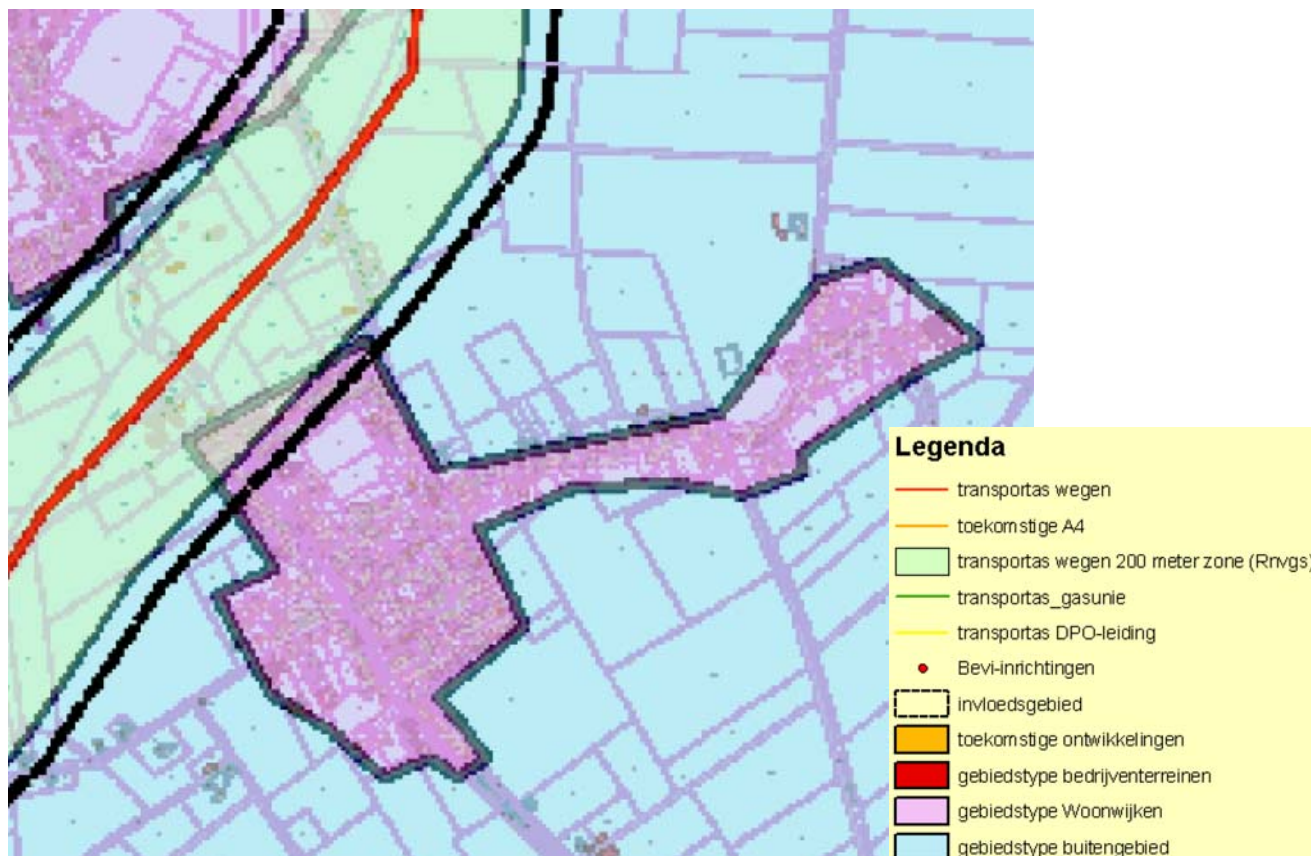 Legenda
transportas wegen
toekomstige A4
transportas wegen 200 meter zone (Rnvgs)
transportas_gasunie
transportas DPO-leiding
Bevi-inrichtingen
invloedsgebied
toekomstige ontwikkelingen
gebiedstype bedrijventerreinen
gebiedstype Woonwijken
gebiedstype buitengebied